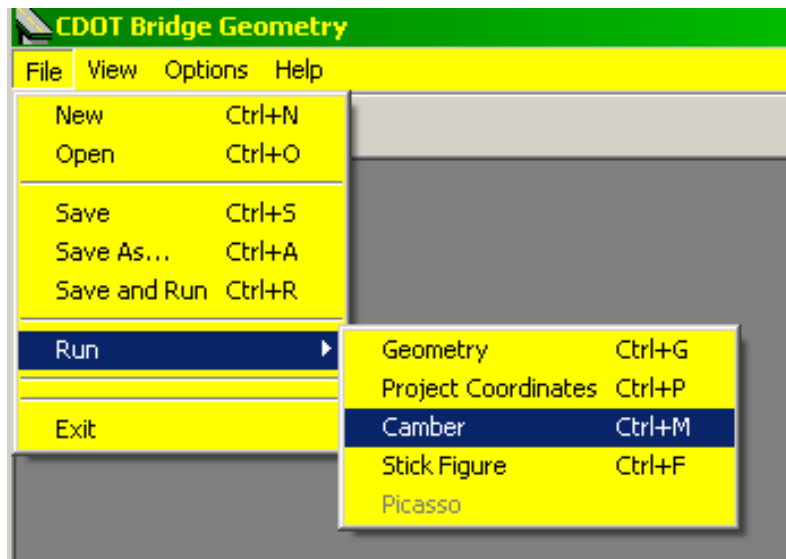 CDOT Bridge Geometry
File View Options Help
New Ctrl+N
Open Ctrl+O
Save Ctrl+S
Save As... Ctrl+A
Save and Run Ctrl+R
Run
Geometry Ctrl+G
Project Coordinates Ctrl+P
Camber Ctrl+M
Stick Figure Ctrl+F
Picasso
Exit